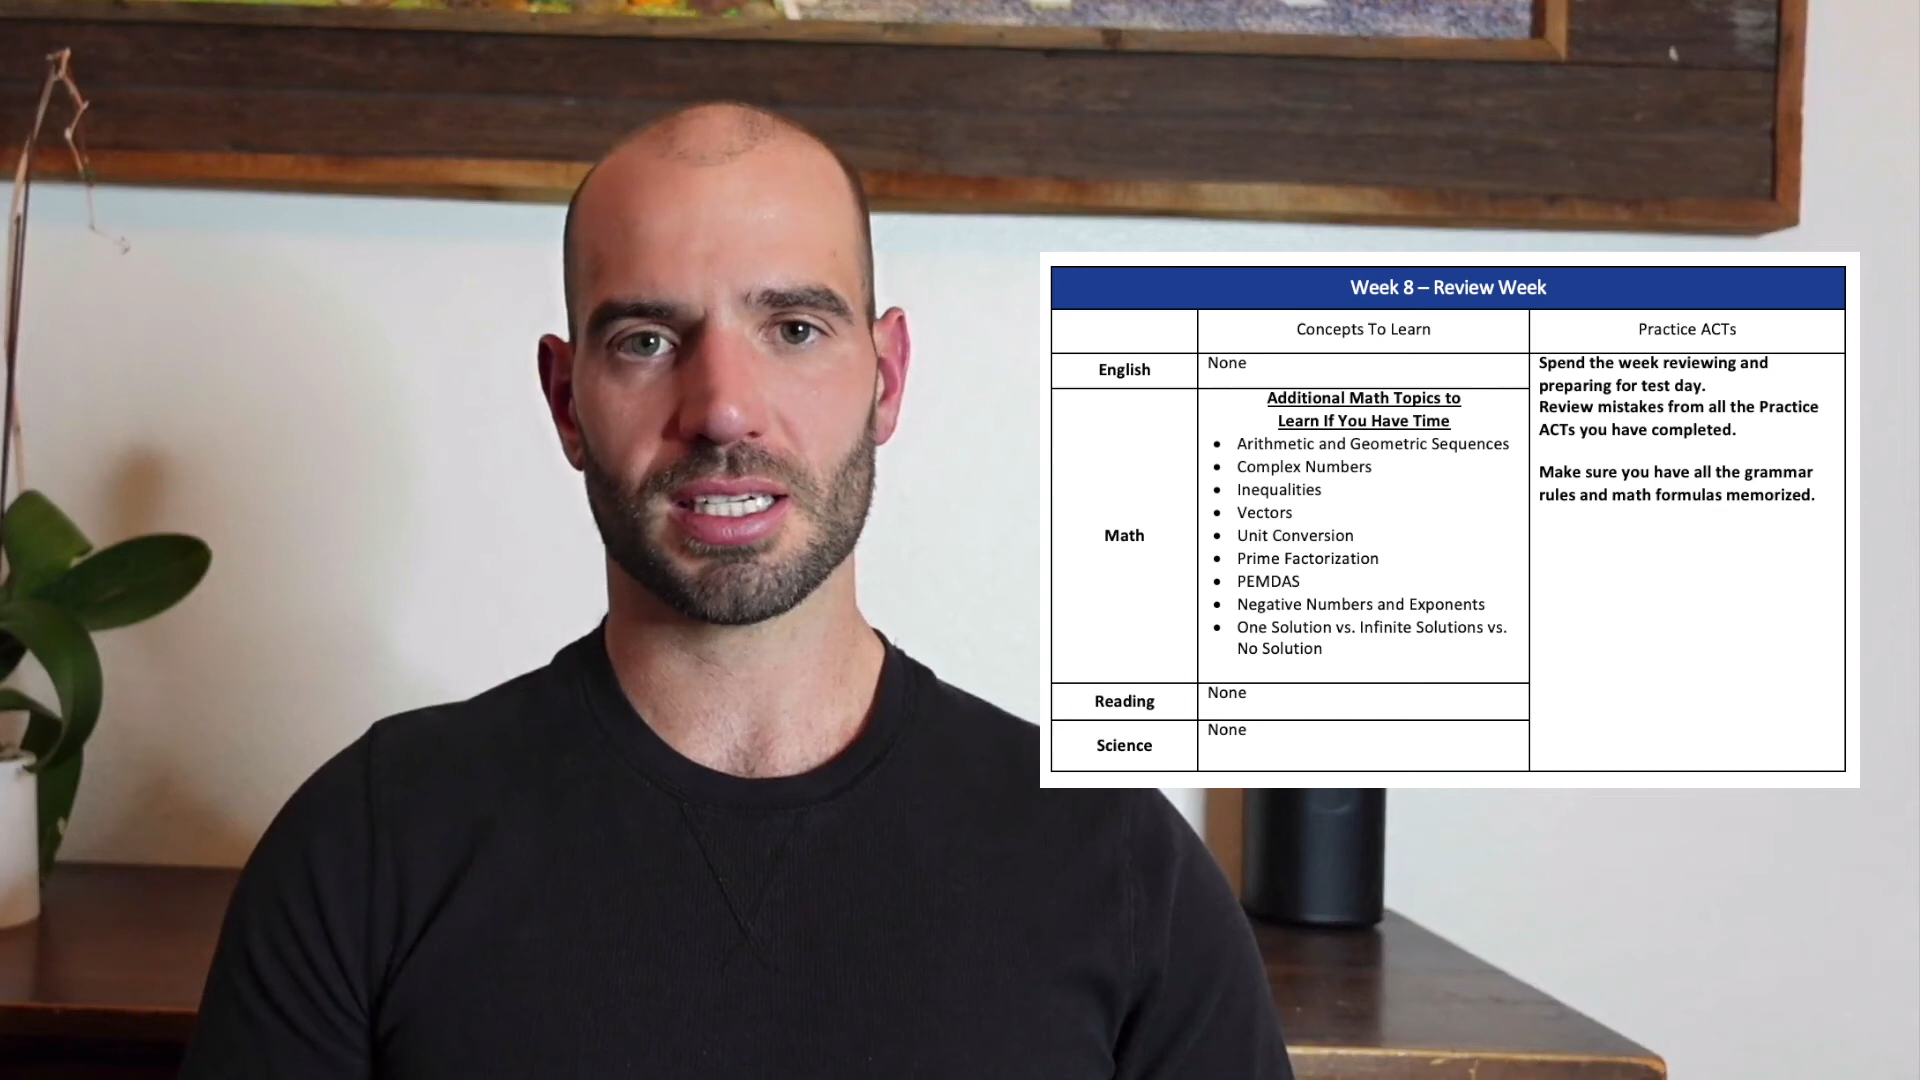 Week 8 – Review Week
Concepts To Learn
Practice ACTs
English
None
Spend the week reviewing and
preparing for test day.
Review mistakes from all the Practice
ACTs you have completed.
Make sure you have all the grammar
rules and math formulas memorized.
Math
Additional Math Topics to
Learn If You Have Time
• Arithmetic and Geometric Sequences
• Complex Numbers
• Inequalities
• Vectors
• Unit Conversion
• Prime Factorization
• PEMDAS
• Negative Numbers and Exponents
• One Solution vs. Infinite Solutions vs.
No Solution
Reading
None
Science
None